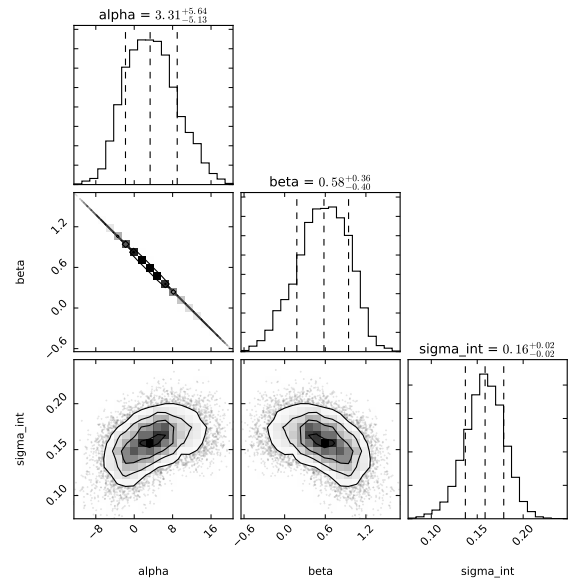 alpha = 3.31+5.64−5.13
beta = 0.58+0.36−0.40
beta
1.2
0.6
0.0
−0.6
sigma_int = 0.16+0.02−0.02
sigma_int
0.20
0.15
0.10
−8 0 8 16
−0.6 0.0 0.6 1.2
0.10 0.15 0.20
alpha beta sigma_int